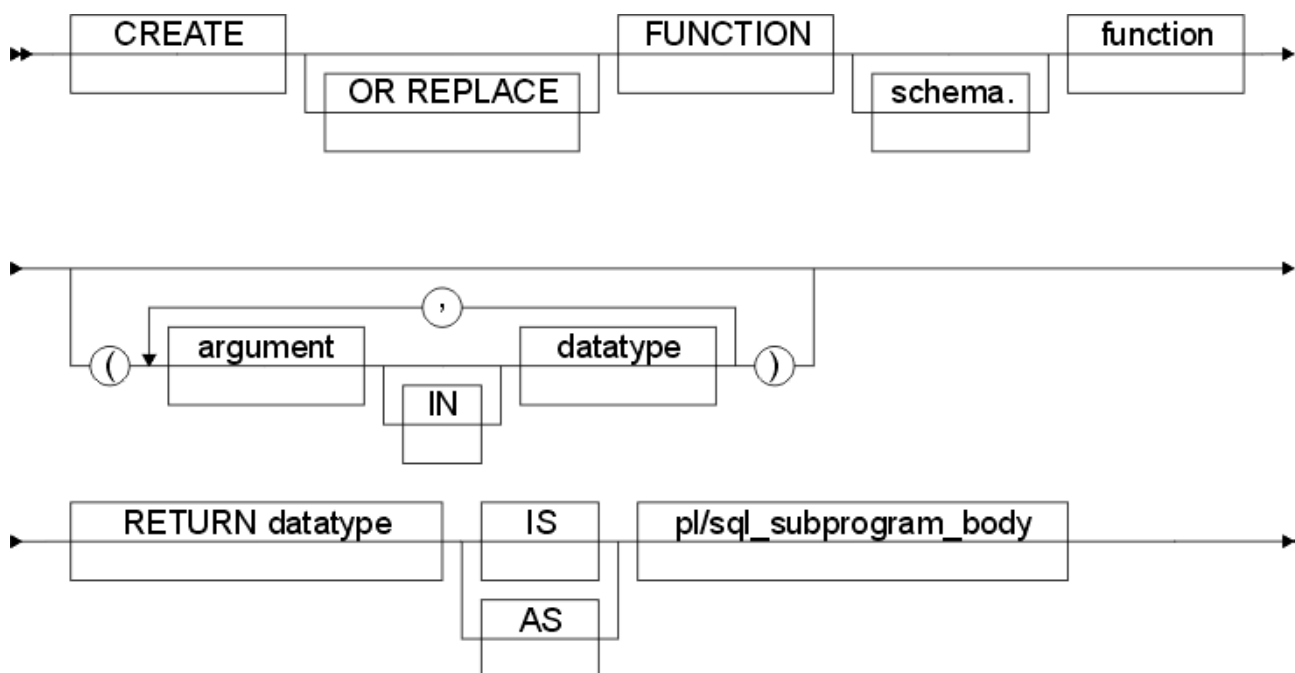 CREATE FUNCTION function
OR REPLACE schema.
,
( argument datatype )
IN
RETURN datatype IS pl/sql_subprogram_body
AS